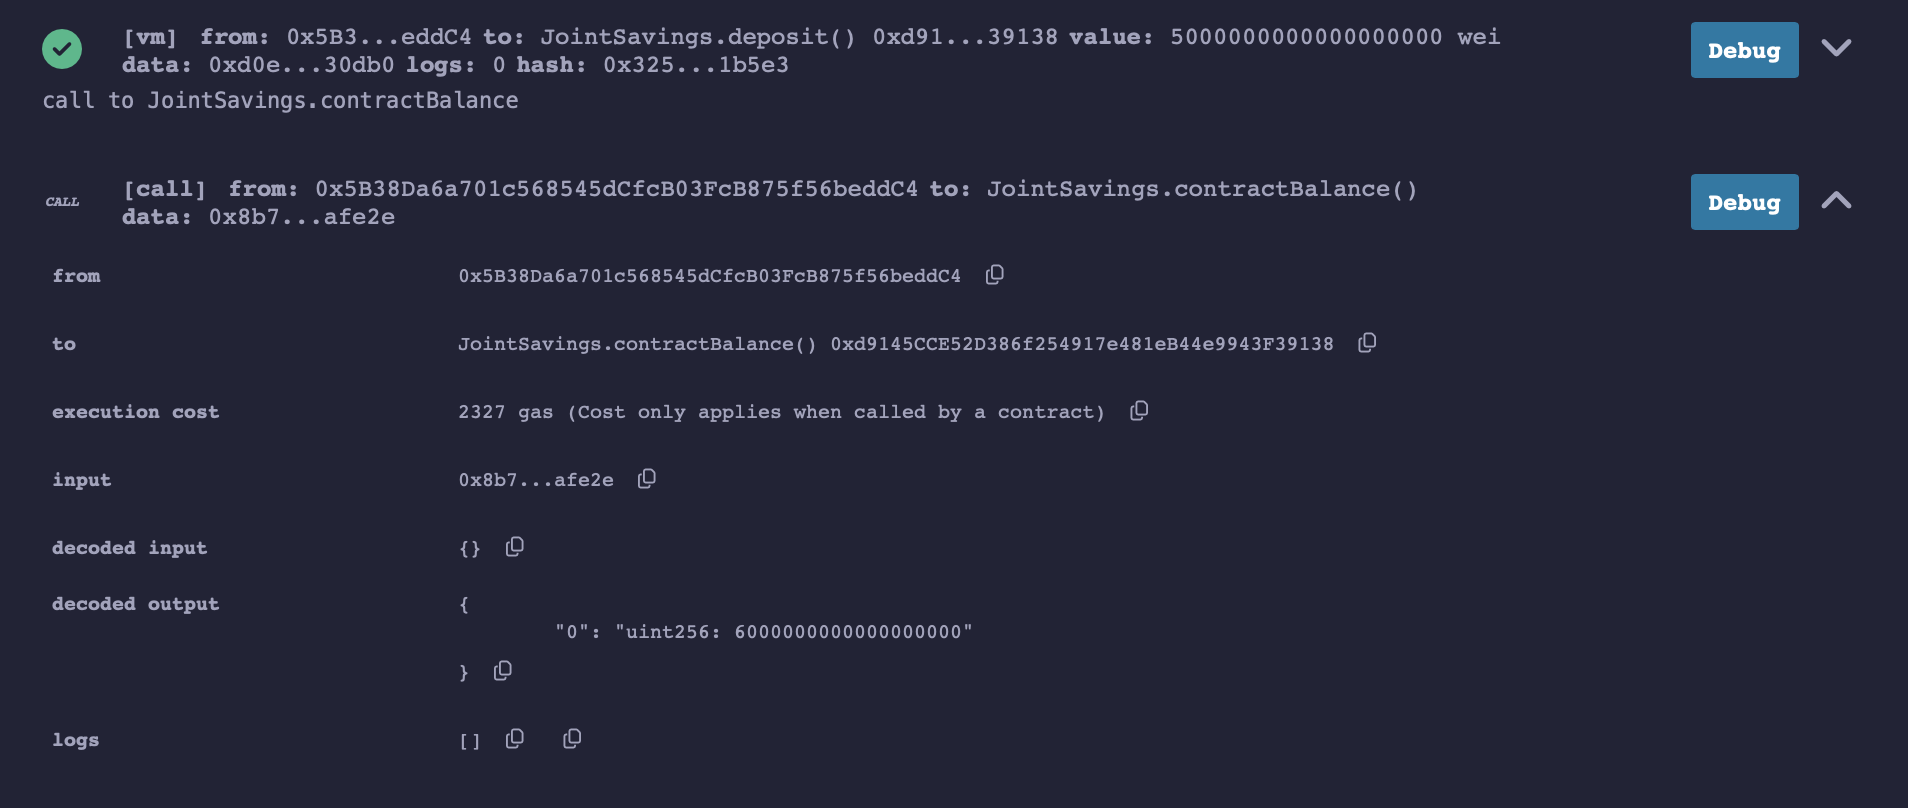 [vm] from: 0x5B3...eddC4 to: JointSavings.deposit() 0xd91...39138 value: 5000000000000000000 wei
data: 0xd0e...30db0 logs: 0 hash: 0x325...1b5e3
Debug
call to JointSavings.contractBalance
CALL
[call] from: 0x5B38Da6a701c568545dCfcB03FcB875f56beddC4 to: JointSavings.contractBalance()
data: 0x8b7...afe2e
Debug
from 0x5B38Da6a701c568545dCfcB03FcB875f56beddC4
to JointSavings.contractBalance() 0xd9145CCE52D386f254917e481eB44e9943F39138
execution cost 2327 gas (Cost only applies when called by a contract)
input 0x8b7...afe2e
decoded input {}
decoded output {
"0": "uint256: 6000000000000000000"
}
logs []